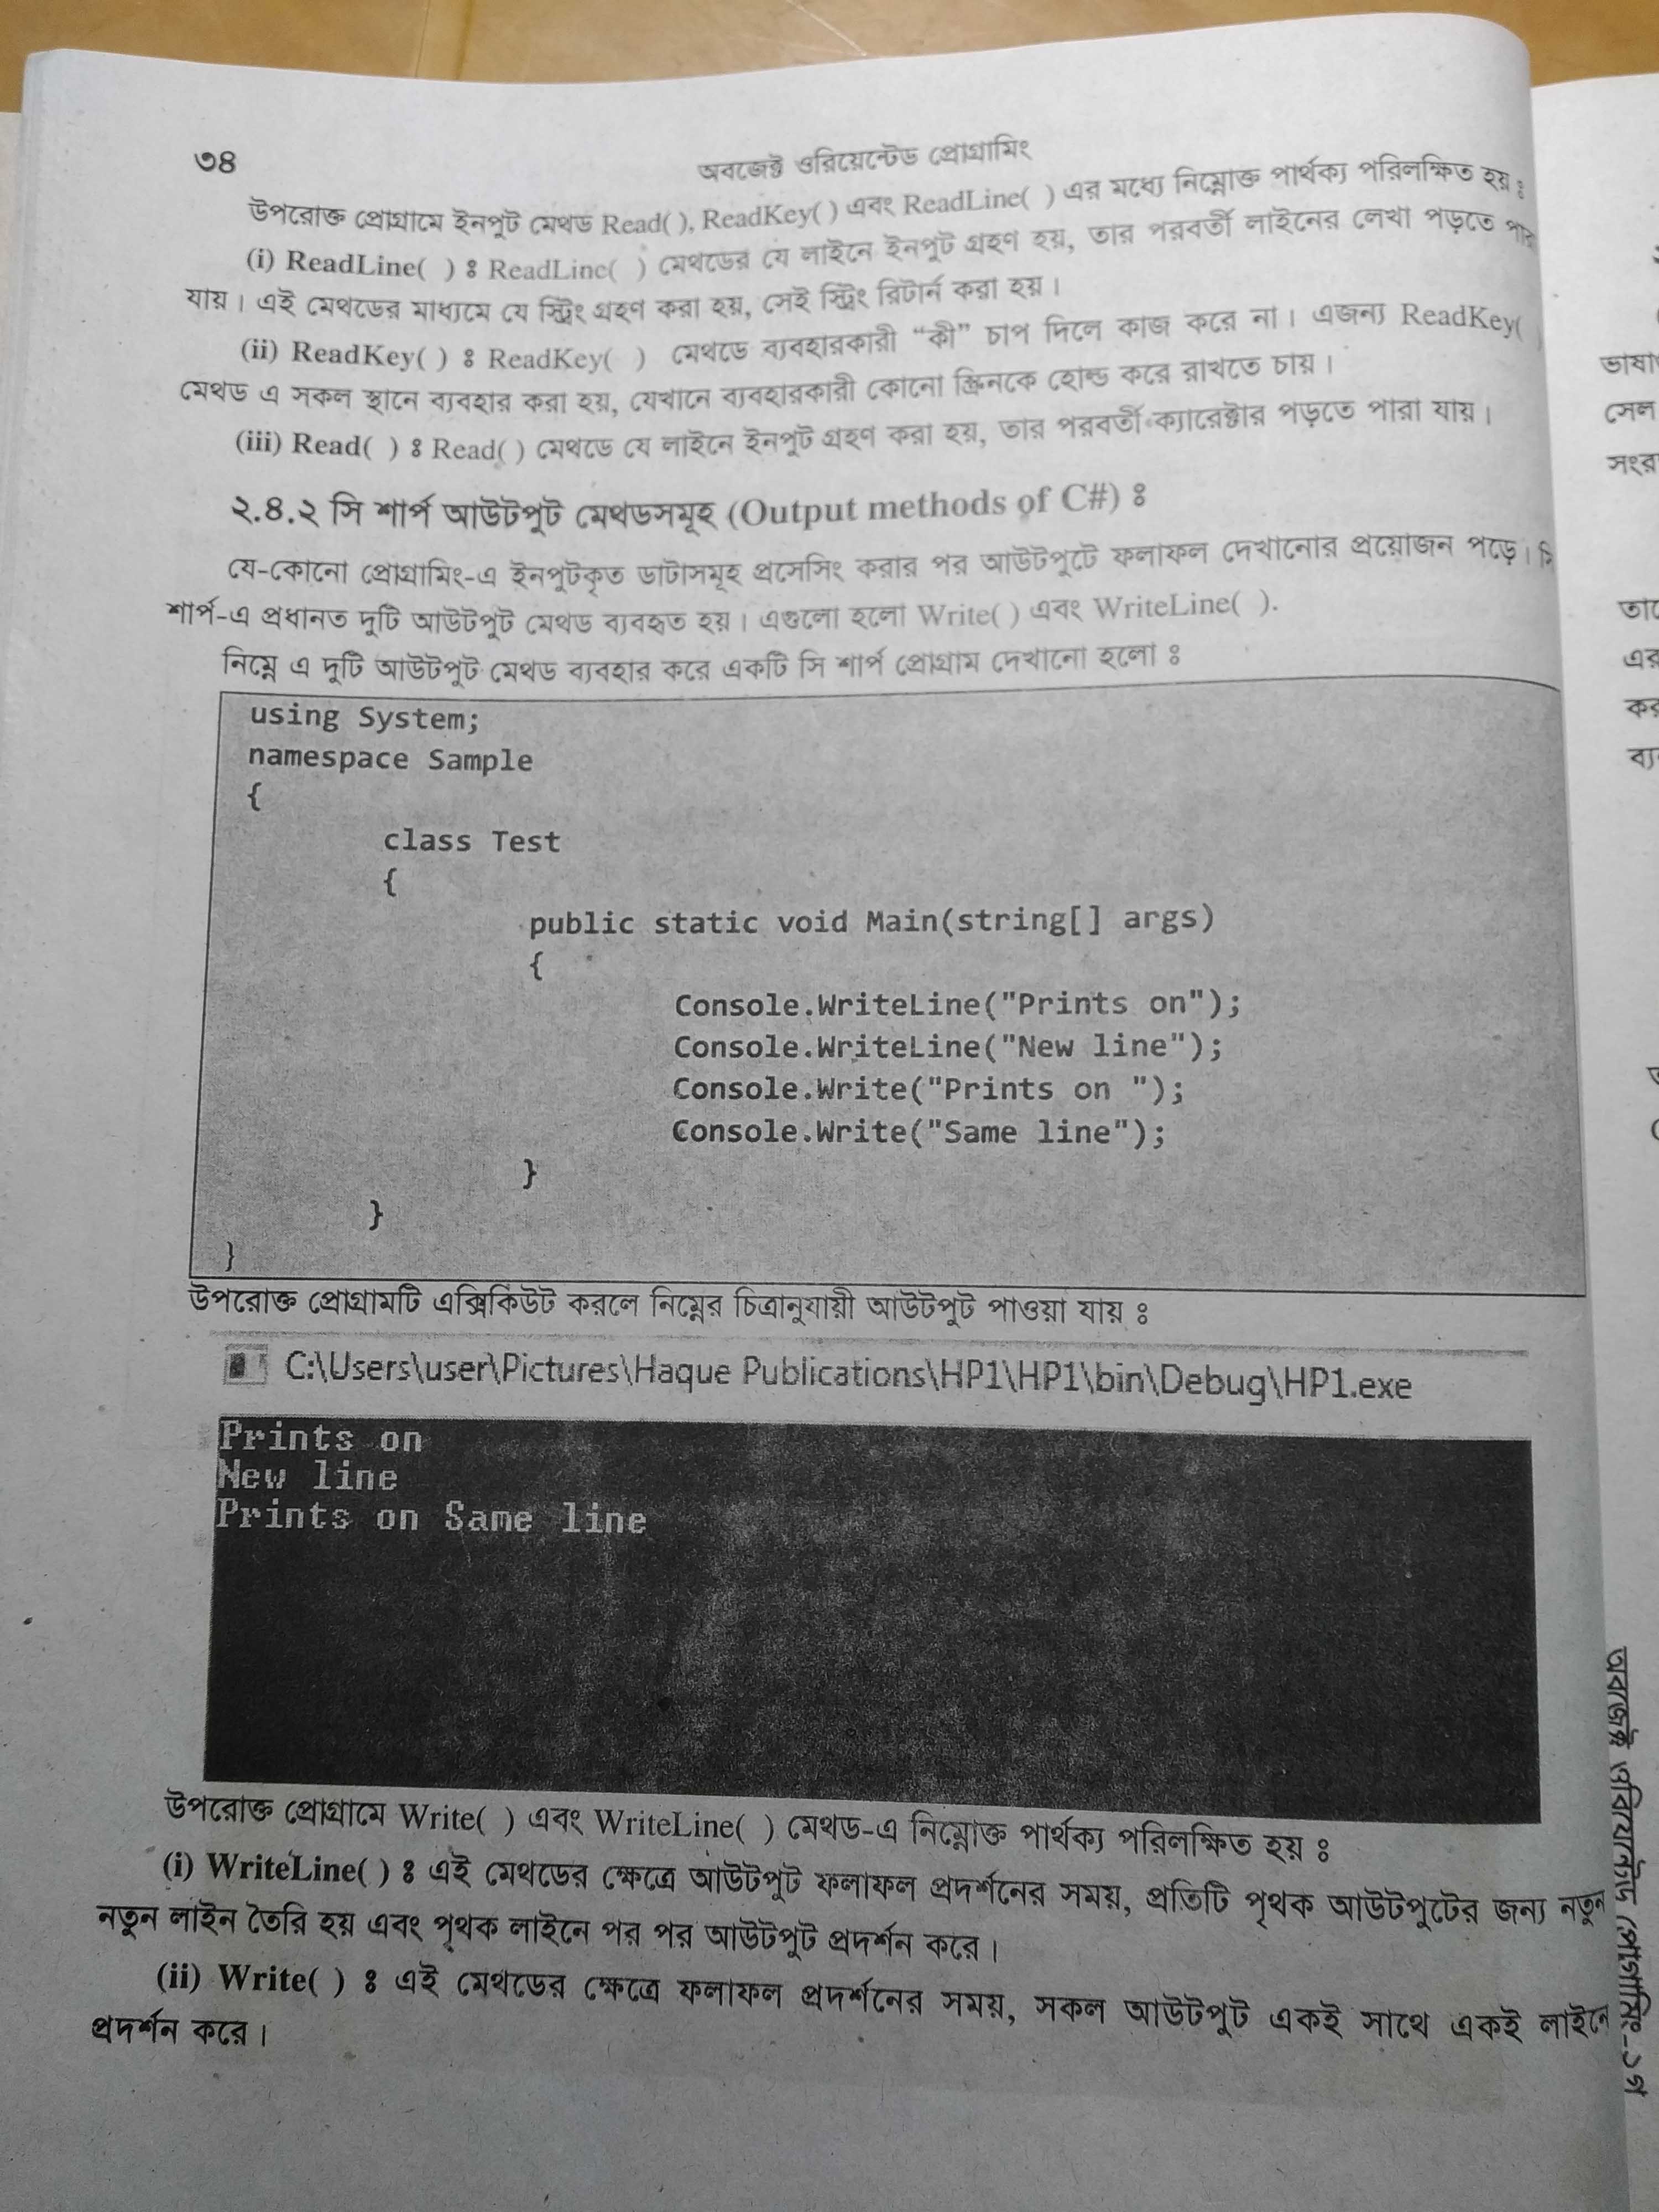 ৩৪
অবজেক্ট ওরিয়েন্টেড প্রোগ্রামিং
উপরোক্ত প্রোগ্রামে ইনপুট মেথড Read( ), ReadKey( ) এবং ReadLine( ) এর মধ্যে নিম্নোক্ত পার্থক্য পরিলক্ষিত হয় ঃ
(i) ReadLine( ) ঃ ReadLine( ) মেথডের যে লাইনে ইনপুট গ্রহণ হয়, তার পরবর্তী লাইনের লেখা পড়তে
যায়। এই মেথডের মাধ্যমে যে স্ট্রিং গ্রহণ করা হয়, সেই স্ট্রিং রিটার্ন করা হয়।
(ii) ReadKey( ) ঃ ReadKey( ) মেথডে ব্যবহারকারী “কী” চাপ দিলে কাজ করে না। এজন্য ReadKey(
মেথড এ সকল স্থানে ব্যবহার করা হয়, যেখানে ব্যবহারকারী কোনো স্ক্রিনকে হোল্ড করে রাখতে চায়।
(iii) Read( ) ঃ Read( ) মেথডে যে লাইনে ইনপুট গ্রহণ করা হয়, তার পরবর্তী ক্যারেক্টার পড়তে পারা যায়।
২.৪.২ সি শার্প আউটপুট মেথডসমূহ (Output methods of C#) ঃ
যে-কোনো প্রোগ্রামিং-এ ইনপুটকৃত ডাটাসমূহ প্রসেসিং করার পর আউটপুটে ফলাফল দেখানোর প্রয়োজন পড়ে।
শার্প-এ প্রধানত দুটি আউটপুট মেথড ব্যবহৃত হয়। এগুলো হলো Write( ) এবং WriteLine( ).
নিম্নে এ দুটি আউটপুট মেথড ব্যবহার করে একটি সি শার্প প্রোগ্রাম দেখানো হলো ঃ
using System;
namespace Sample
{
class Test
{
public static void Main(string[] args)
{
Console.WriteLine("Prints on");
Console.WriteLine("New line");
Console.Write("Prints on ");
Console.Write("Same line");
}
}
}
উপরোক্ত প্রোগ্রামটি এক্সিকিউট করলে নিম্নের চিত্রানুযায়ী আউটপুট পাওয়া যায় ঃ
C:\Users\user\Pictures\Haque Publications\HP1\HP1\bin\Debug\HP1.exe
Prints on
New line
Prints on Same line
উপরোক্ত প্রোগ্রামে Write( ) এবং WriteLine( ) মেথড-এ নিম্নোক্ত পার্থক্য পরিলক্ষিত হয় ঃ
(i) WriteLine( ) ঃ এই মেথডের ক্ষেত্রে আউটপুট ফলাফল প্রদর্শনের সময়, প্রতিটি পৃথক আউটপুটের জন্য নতুন
নতুন লাইন তৈরি হয় এবং পৃথক লাইনে পর পর আউটপুট প্রদর্শন করে।
(ii) Write( ) ঃ এই মেথডের ক্ষেত্রে ফলাফল প্রদর্শনের সময়, সকল আউটপুট একই সাথে একই লাইনে
প্রদর্শন করে।
অবজেক্ট ওরিয়েন্টেড প্রোগ্রামিং